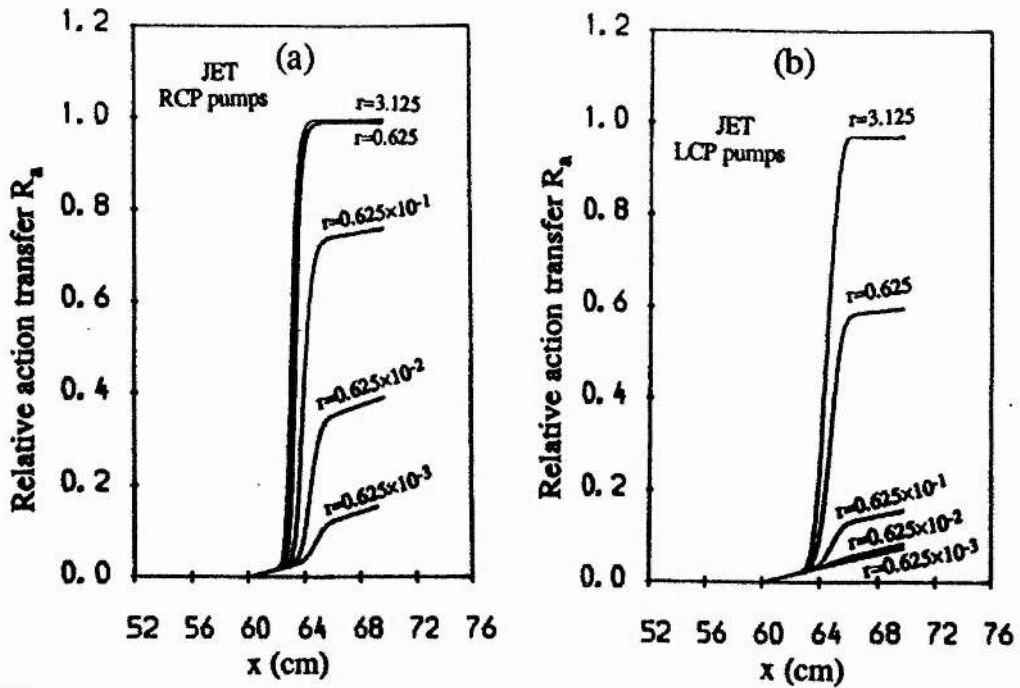 1.2
1.0
0.8
0.6
0.4
0.2
0.0
Relative action transfer Rₐ
(a)
JET
RCP pumps
r=3.125
r=0.625
r=0.625×10⁻¹
r=0.625×10⁻²
r=0.625×10⁻³
52 56 60 64 68 72 76
x (cm)
1.2
1.0
0.8
0.6
0.4
0.2
0.0
Relative action transfer Rₐ
(b)
JET
LCP pumps
r=3.125
r=0.625
r=0.625×10⁻¹
r=0.625×10⁻²
r=0.625×10⁻³
52 56 60 64 68 72 76
x (cm)